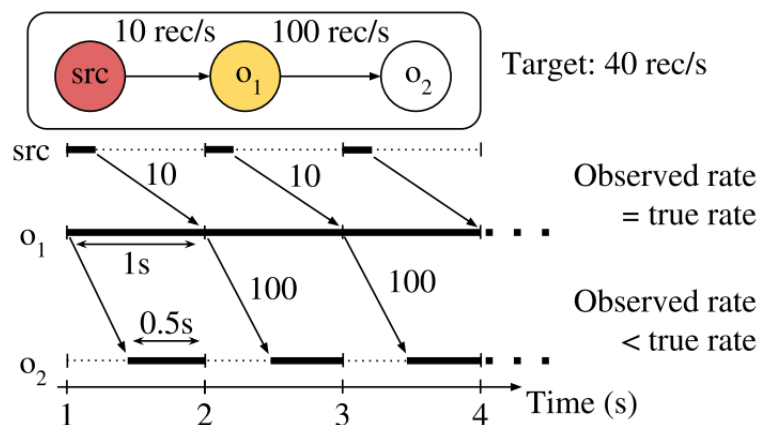 10 rec/s 100 rec/s
src o1 o2 Target: 40 rec/s
src
10 10
Observed rate
= true rate
o1
1s
100 100
0.5s
Observed rate
< true rate
o2
1 2 3 4 Time (s)